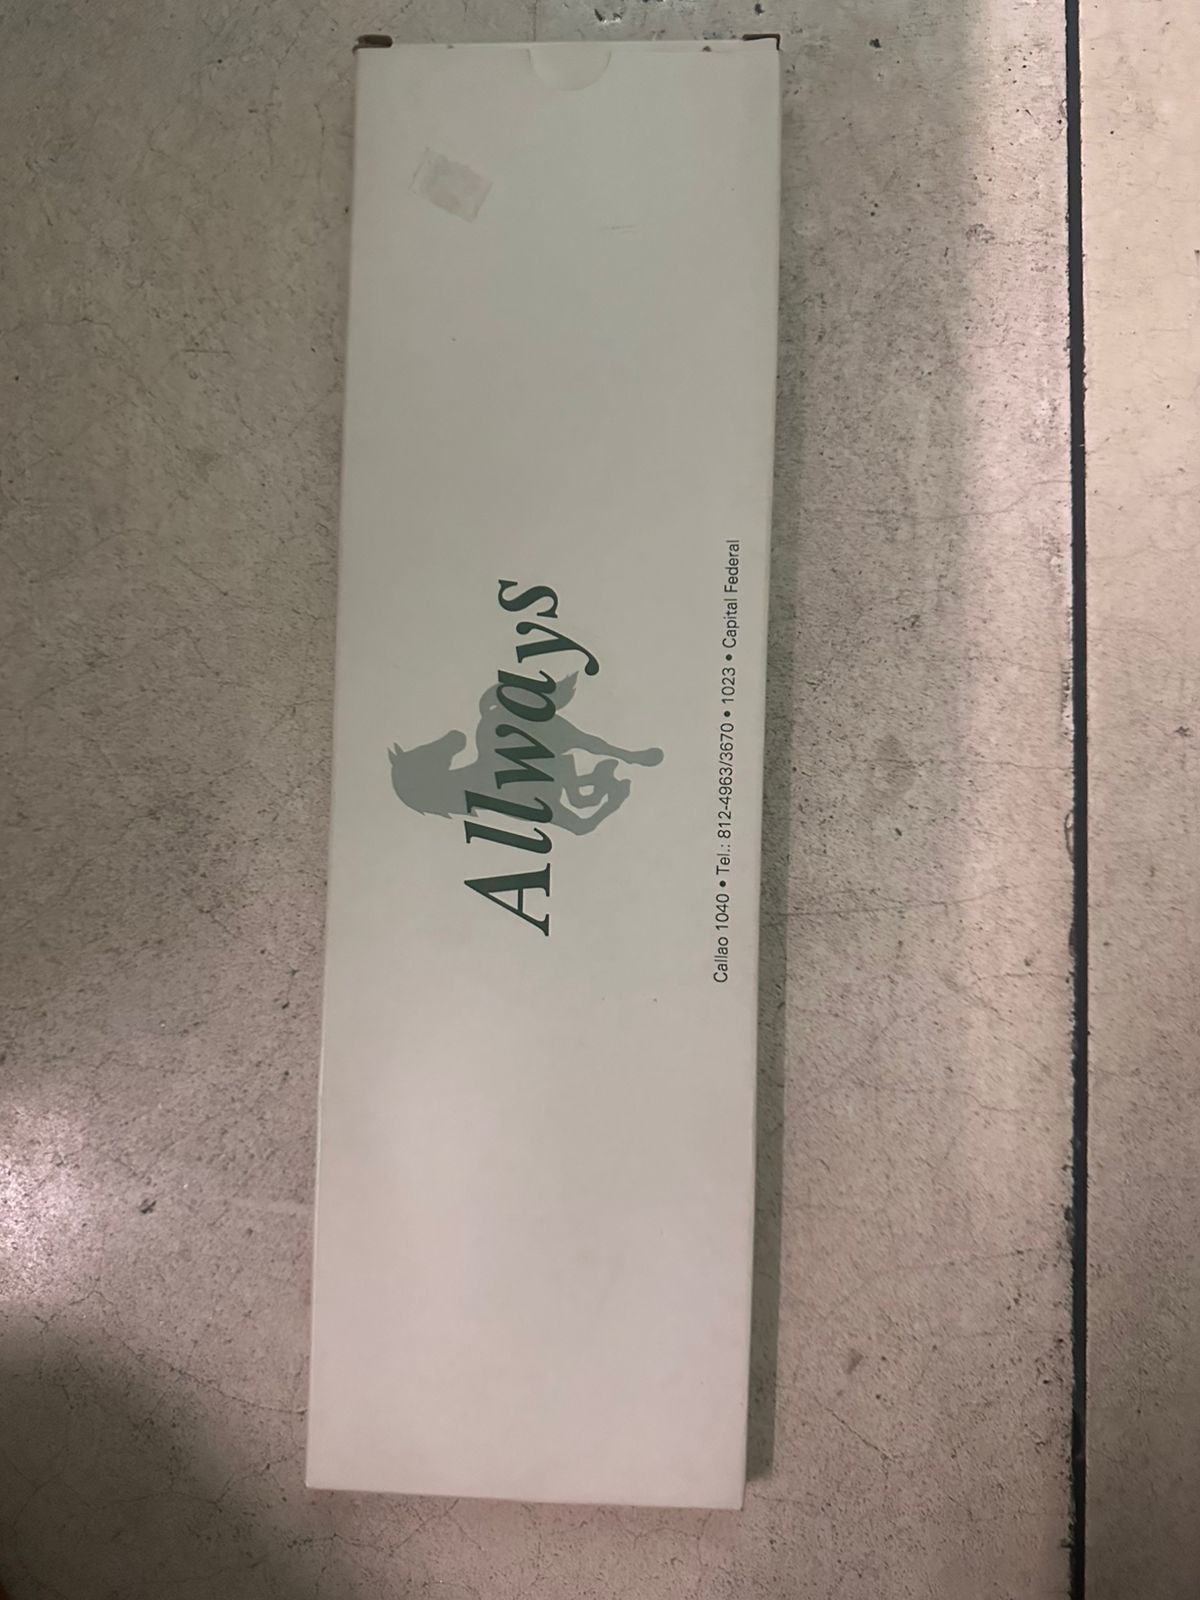 Allways
Callao 1040 • Tel.: 812-4963/3670 • 1023 • Capital Federal